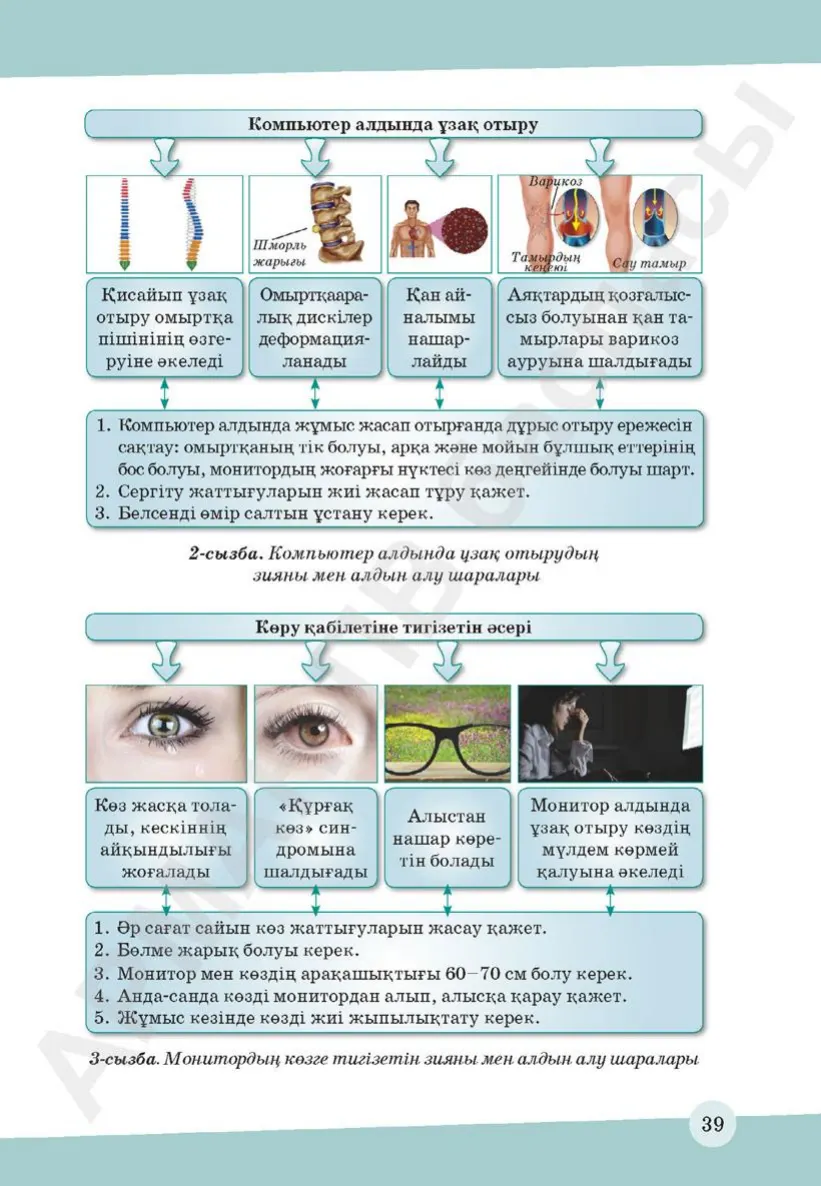 Компьютер алдында ұзақ отыру
Шморль
жарығы
Варикоз
Тамырдың
кеңеюі
Сау тамыр
Қисайып ұзақ
отыру омыртқа
пішінінің өзге-
руіне әкеледі
Омыртқаара-
лық дискілер
деформация-
ланады
Қан ай-
налымы
нашар-
лайды
Аяқтардың қозғалыс-
сыз болуынан қан та-
мырлары варикоз
ауруына шалдығады
1. Компьютер алдында жұмыс жасап отырғанда дұрыс отыру ережесін
сақтау: омыртқаның тік болуы, арқа және мойын бұлшық еттерінің
бос болуы, монитордың жоғарғы нүктесі көз деңгейінде болуы шарт.
2. Сергіту жаттығуларын жиі жасап тұру қажет.
3. Белсенді өмір салтын ұстану керек.
2-сызба. Компьютер алдында ұзақ отырудың
зияны мен алдын алу шаралары
Көру қабілетіне тигізетін әсері
Көз жасқа тола-
ды, кескіннің
айқындылығы
жоғалады
«Құрғақ
көз» син-
дромына
шалдығады
Алыстан
нашар көре-
тін болады
Монитор алдында
ұзақ отыру көздің
мүлдем көрмей
қалуына әкеледі
1. Әр сағат сайын көз жаттығуларын жасау қажет.
2. Бөлме жарық болуы керек.
3. Монитор мен көздің арақашықтығы 60–70 см болу керек.
4. Анда-санда көзді монитордан алып, алысқа қарау қажет.
5. Жұмыс кезінде көзді жиі жыпылықтату керек.
3-сызба. Монитордың көзге тигізетін зияны мен алдын алу шаралары
39